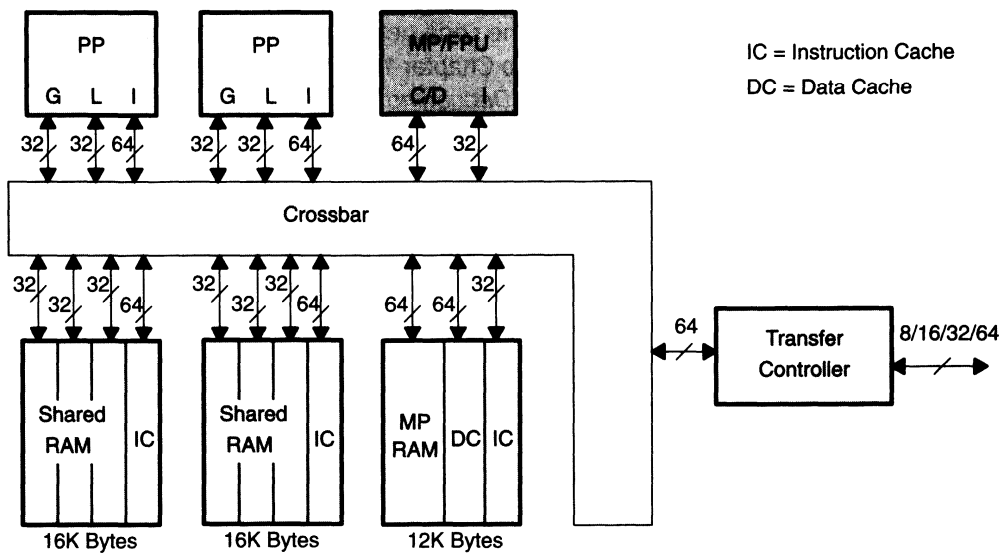 PP PP MP/FPU
G L I G L I C/D I
IC = Instruction Cache
DC = Data Cache
32 32 64 32 32 64 64 32
Crossbar
32 32 32 64 32 32 32 64 64 64 32
64
Transfer
Controller
8/16/32/64
Shared
RAM
IC
Shared
RAM
IC
MP
RAM
DC
IC
16K Bytes 16K Bytes 12K Bytes